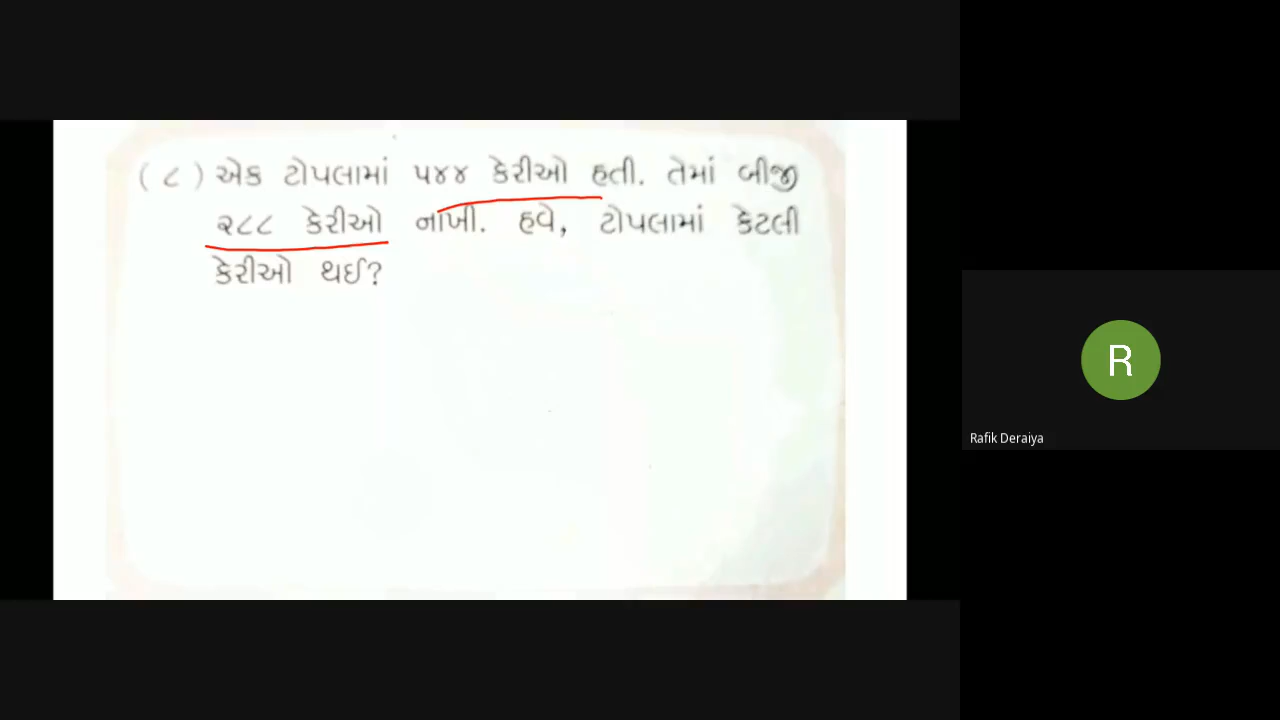 (૮) એક ટોપલામાં ૫૪૪ કેરીઓ હતી. તેમાં બીજી
૨૮૮ કેરીઓ નાખી. હવે, ટોપલામાં કેટલી
કેરીઓ થઈ?
R
Rafik Deraiya